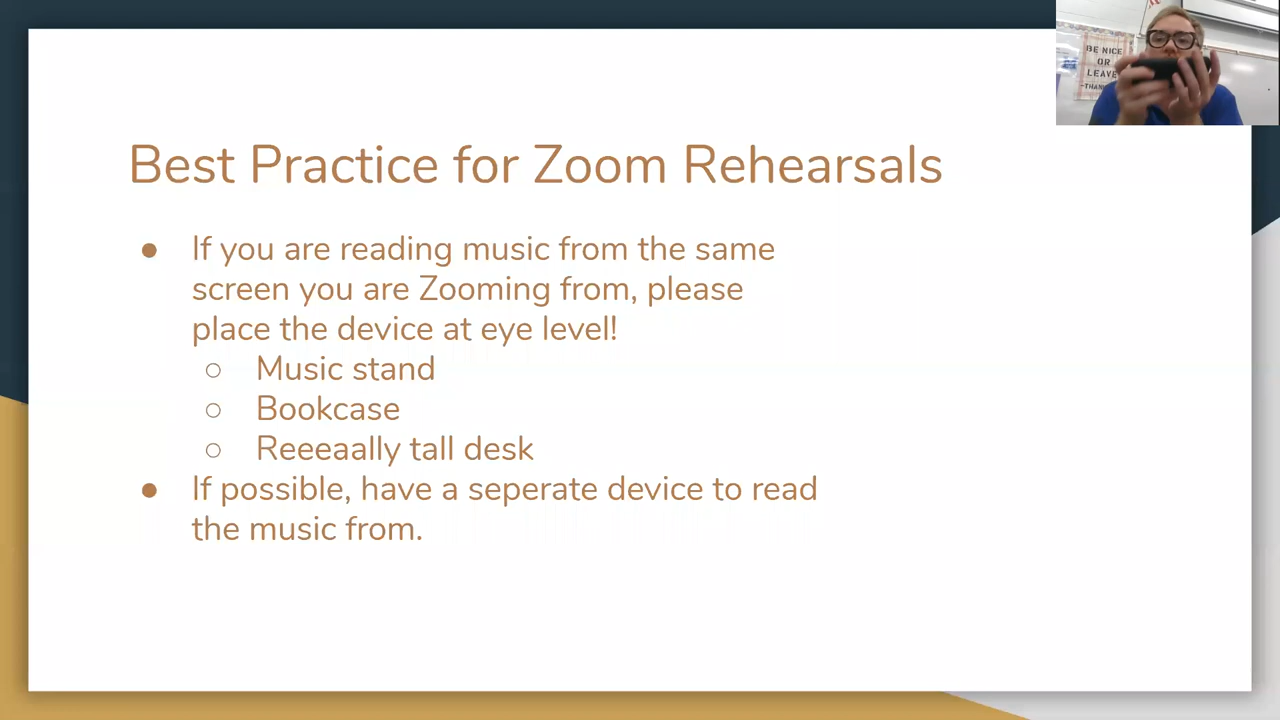 BE NICE
OR
LEAVE
Best Practice for Zoom Rehearsals
● If you are reading music from the same
screen you are Zooming from, please
place the device at eye level!
○ Music stand
○ Bookcase
○ Reeeaally tall desk
● If possible, have a seperate device to read
the music from.